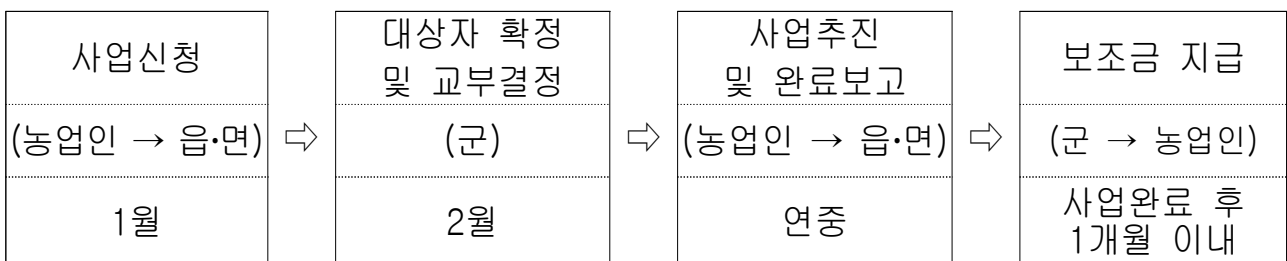 사업신청
(농업인 → 읍·면)
1월
⇨
대상자 확정
및 교부결정
(군)
2월
⇨
사업추진
및 완료보고
(농업인 → 읍·면)
연중
⇨
보조금 지급
(군 → 농업인)
사업완료 후
1개월 이내